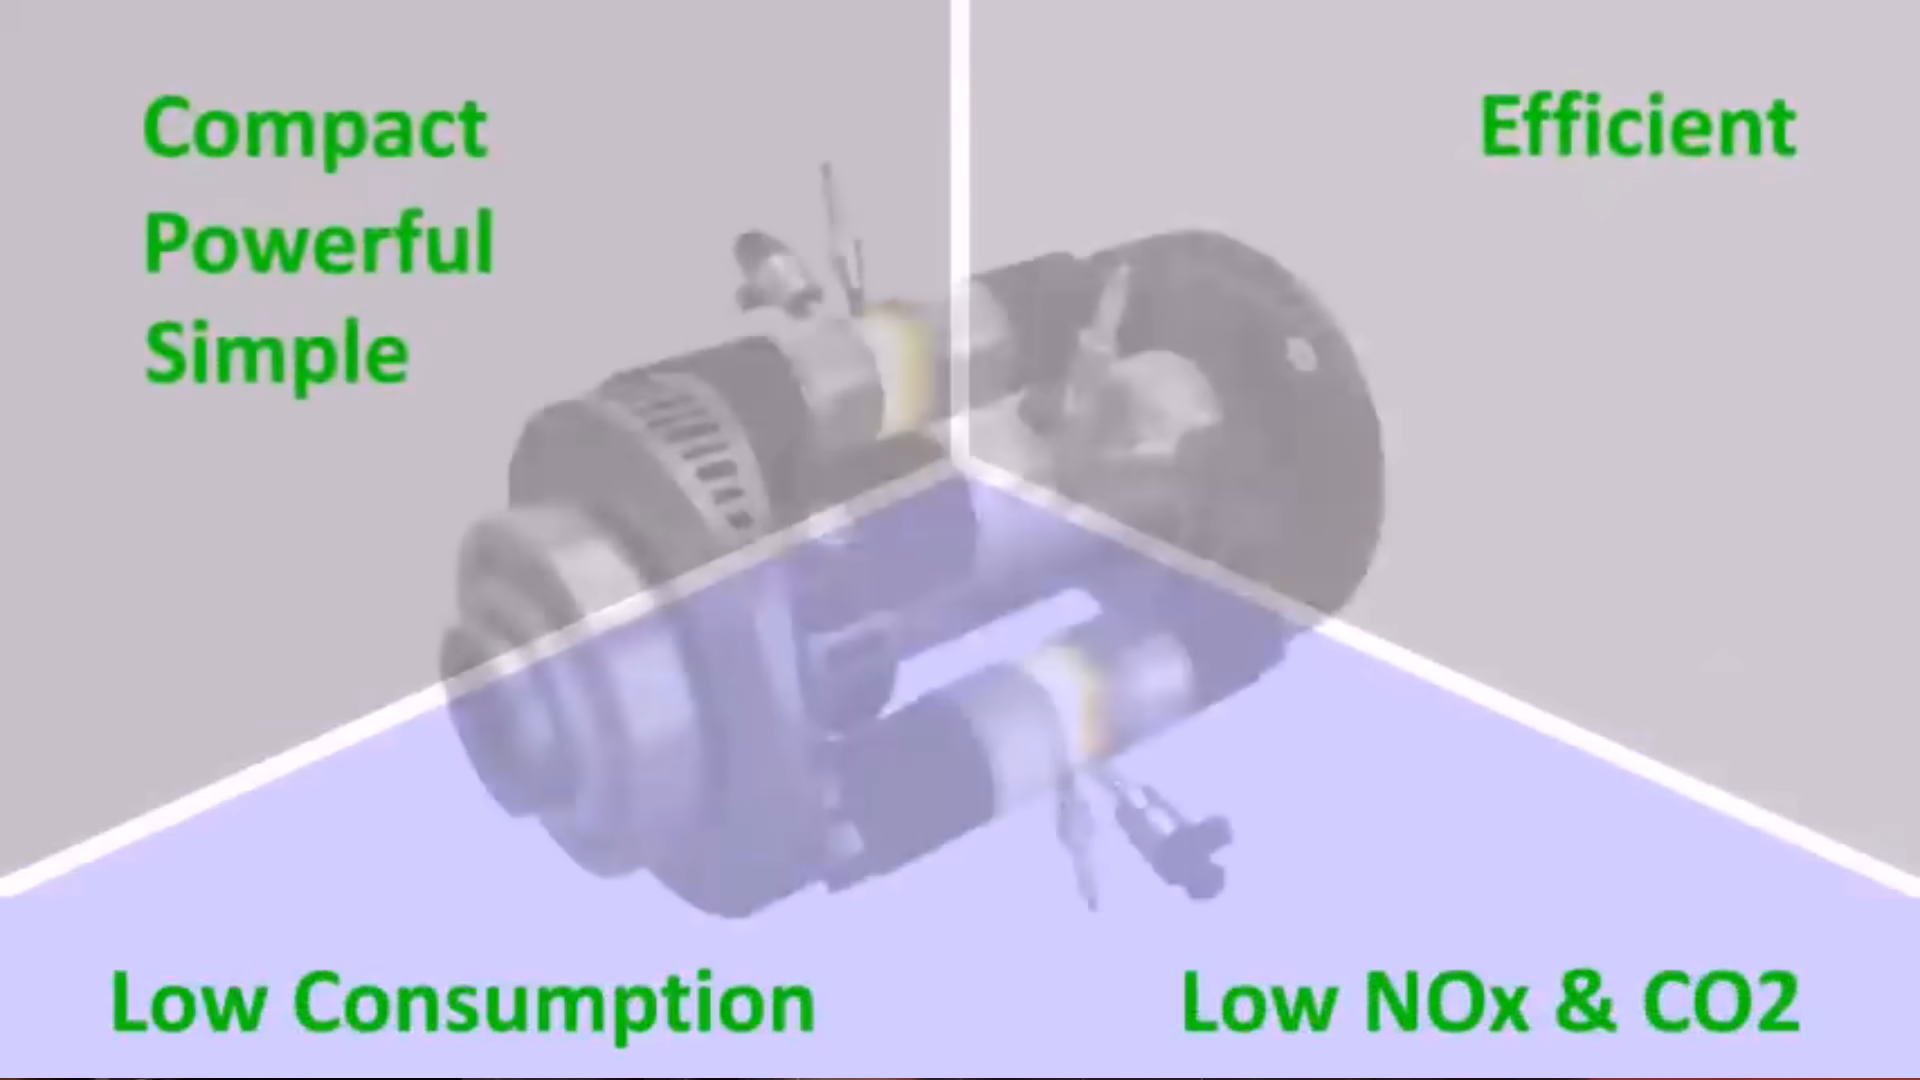 Compact
Powerful
Simple
Efficient
Low Consumption
Low NOx & CO2